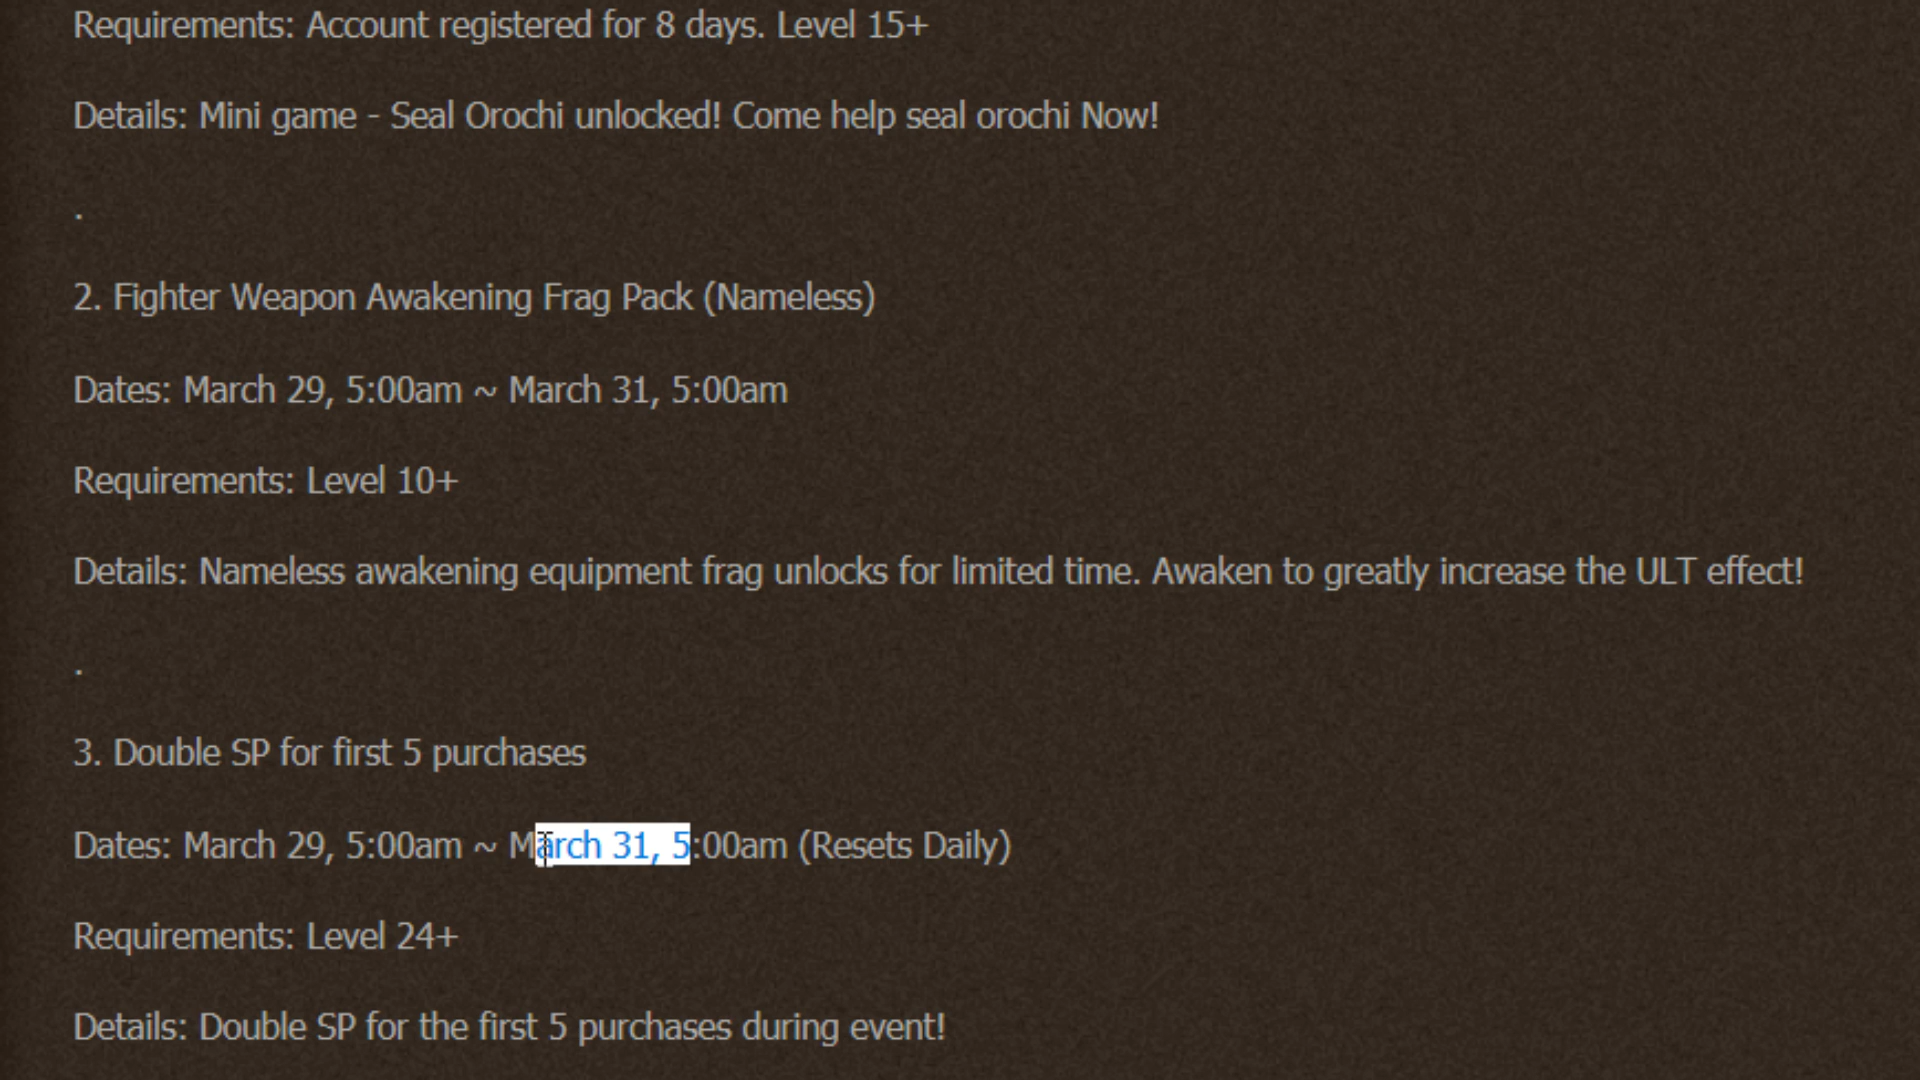 Requirements: Account registered for 8 days. Level 15+
Details: Mini game - Seal Orochi unlocked! Come help seal orochi Now!
.
2. Fighter Weapon Awakening Frag Pack (Nameless)
Dates: March 29, 5:00am ~ March 31, 5:00am
Requirements: Level 10+
Details: Nameless awakening equipment frag unlocks for limited time. Awaken to greatly increase the ULT effect!
.
3. Double SP for first 5 purchases
Dates: March 29, 5:00am ~ March 31, 5:00am (Resets Daily)
Requirements: Level 24+
Details: Double SP for the first 5 purchases during event!